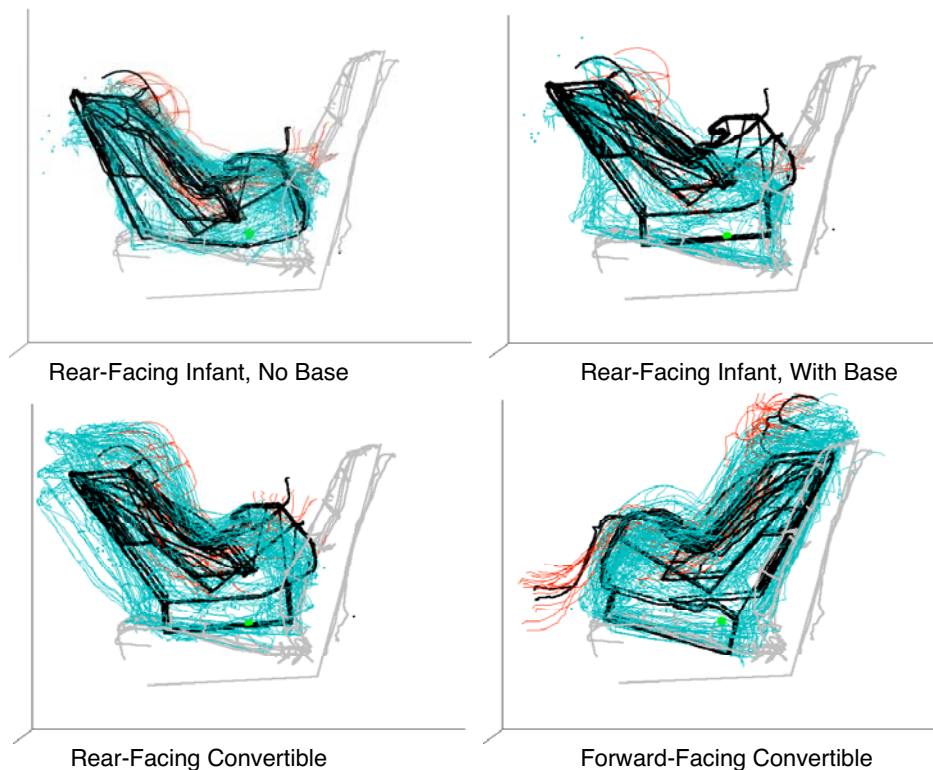 Rear-Facing Infant, No Base
Rear-Facing Infant, With Base
Rear-Facing Convertible
Forward-Facing Convertible